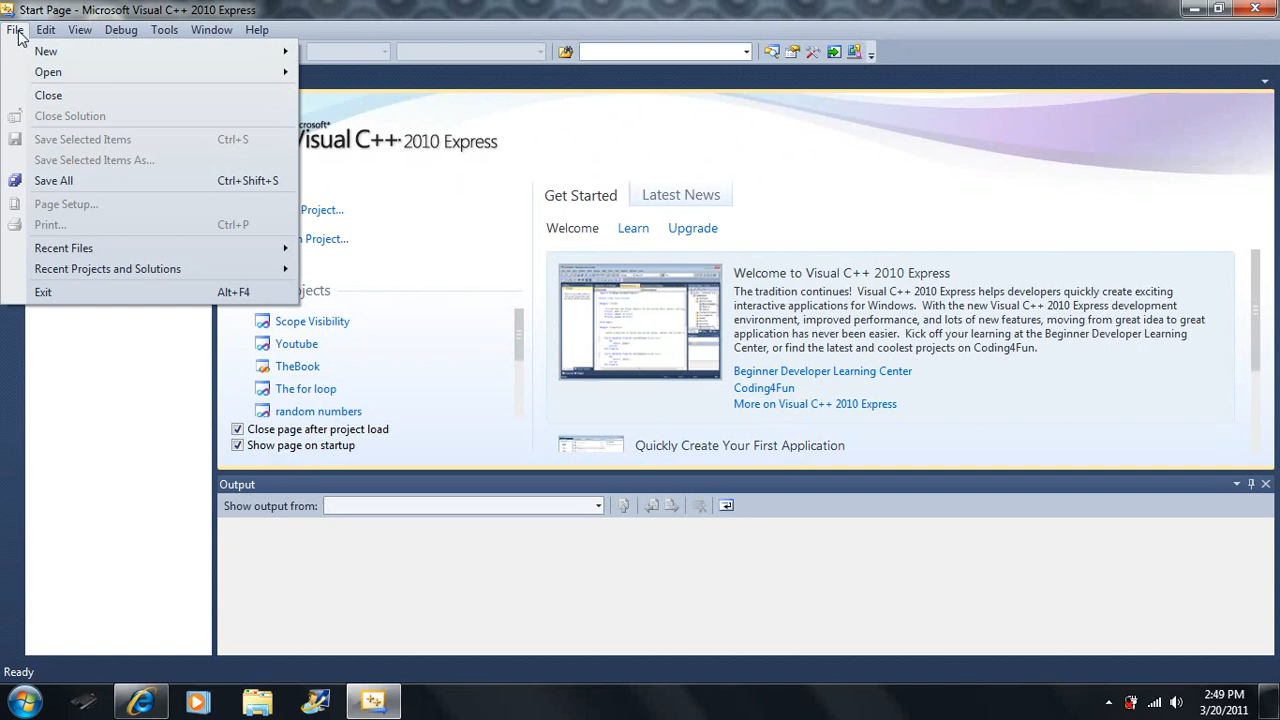 Start Page - Microsoft Visual C++ 2010 Express
File Edit View Debug Tools Window Help
New
Open
Close
Close Solution
Save Selected Items Ctrl+S
Save Selected Items As...
Save All Ctrl+Shift+S
Page Setup...
Print... Ctrl+P
Recent Files
Recent Projects and Solutions
Exit Alt+F4
Microsoft®
Visual C++ 2010 Express
Project...
n Project...
ojects
Scope Visibility
Youtube
TheBook
The for loop
random numbers
Close page after project load
Show page on startup
Get Started Latest News
Welcome Learn Upgrade
Welcome to Visual C++ 2010 Express
The tradition continues! Visual C++ 2010 Express helps developers quickly create exciting
interactive applications for Windows. With the new Visual C++ 2010 Express development
environment, improved performance, and lots of new features, moving from great idea to great
application has never been easier. Kick off your learning at the Beginner Developer Learning
Center, or find the latest and coolest projects on Coding4Fun.
Beginner Developer Learning Center
Coding4Fun
More on Visual C++ 2010 Express
Quickly Create Your First Application
Output
Show output from:
Ready
2:49 PM
3/20/2011